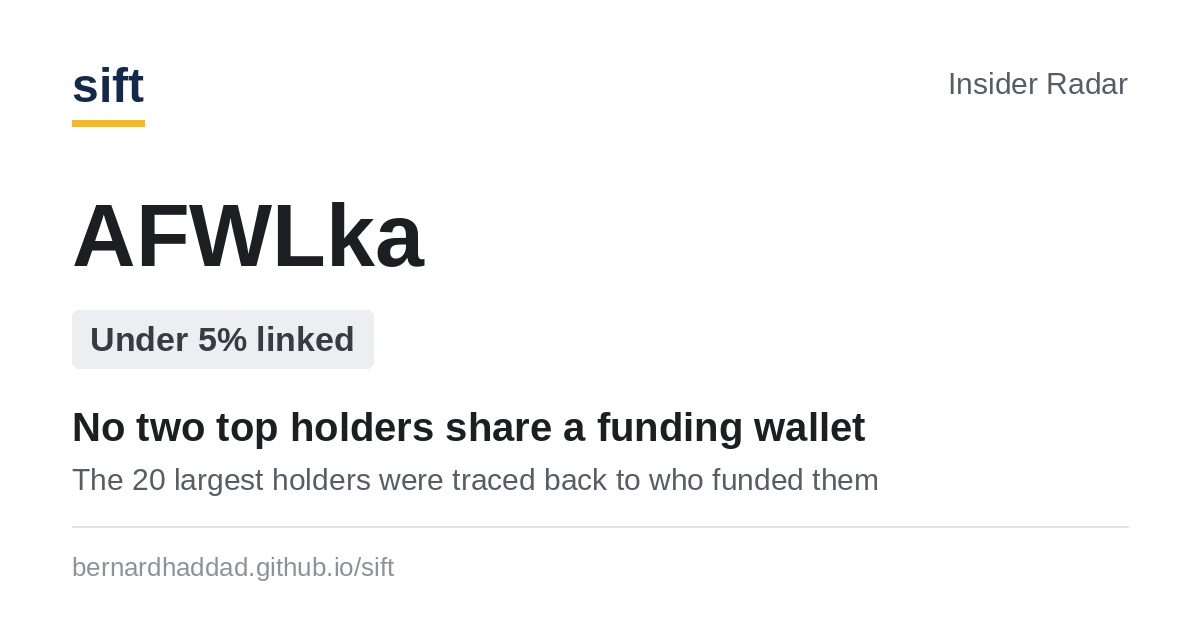 sift
Insider Radar
AFWLka
Under 5% linked
No two top holders share a funding wallet
The 20 largest holders were traced back to who funded them
bernardhaddad.github.io/sift